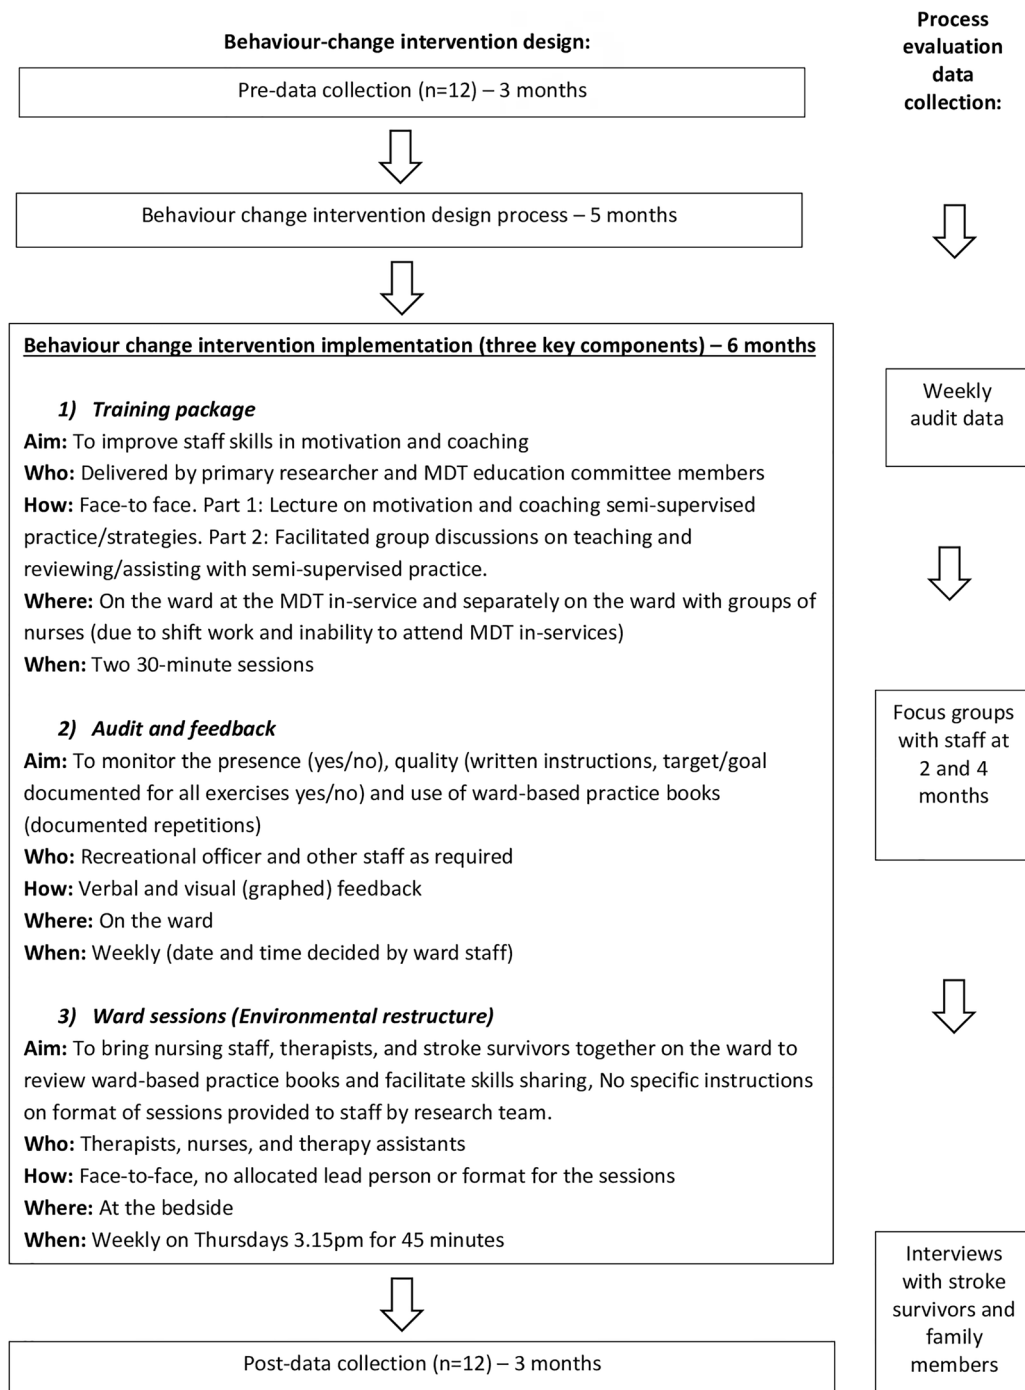 Behaviour-change intervention design:
Pre-data collection (n=12) – 3 months
Behaviour change intervention design process – 5 months
Behaviour change intervention implementation (three key components) – 6 months
1) Training package
Aim: To improve staff skills in motivation and coaching
Who: Delivered by primary researcher and MDT education committee members
How: Face-to face. Part 1: Lecture on motivation and coaching semi-supervised
practice/strategies. Part 2: Facilitated group discussions on teaching and
reviewing/assisting with semi-supervised practice.
Where: On the ward at the MDT in-service and separately on the ward with groups of
nurses (due to shift work and inability to attend MDT in-services)
When: Two 30-minute sessions
2) Audit and feedback
Aim: To monitor the presence (yes/no), quality (written instructions, target/goal
documented for all exercises yes/no) and use of ward-based practice books
(documented repetitions)
Who: Recreational officer and other staff as required
How: Verbal and visual (graphed) feedback
Where: On the ward
When: Weekly (date and time decided by ward staff)
3) Ward sessions (Environmental restructure)
Aim: To bring nursing staff, therapists, and stroke survivors together on the ward to
review ward-based practice books and facilitate skills sharing, No specific instructions
on format of sessions provided to staff by research team.
Who: Therapists, nurses, and therapy assistants
How: Face-to-face, no allocated lead person or format for the sessions
Where: At the bedside
When: Weekly on Thursdays 3.15pm for 45 minutes
Post-data collection (n=12) – 3 months
Process
evaluation
data
collection:
Weekly
audit data
Focus groups
with staff at
2 and 4
months
Interviews
with stroke
survivors and
family
members